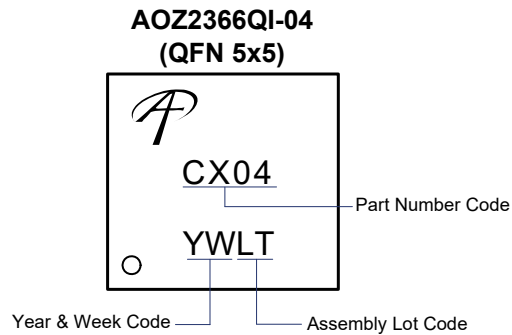 AOZ2366QI-04
(QFN 5x5)
CX04
Part Number Code
YWLT
Year & Week Code
Assembly Lot Code